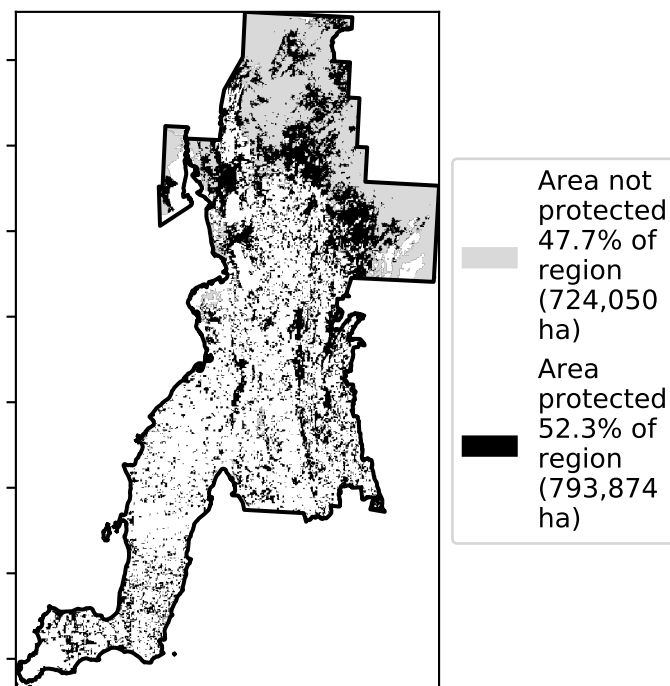 Area not
protected
47.7% of
region
(724,050
ha)
Area
protected
52.3% of
region
(793,874
ha)